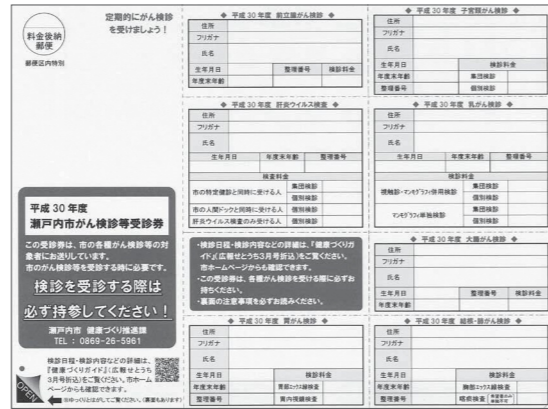 料金後納
郵便
郵便区内特別
定期的にがん検診
を受けましょう！
平成30年度
瀬戸内市がん検診等受診券
この受診券は、市の各種がん検診等の対
象者にお送りしています。
市のがん検診等を受診する時に必要です。
検診を受診する際は
必ず持参してください！
瀬戸内市 健康づくり推進課
TEL：0869-26-5961
検診日程・検診内容などの詳細は、
『健康づくりガイド』（広報せとうち
3月号折込）をご覧ください。市ホーム
ページからも確認できます。
OPEN
ゆっくりとはがしてご覧ください。（裏面もあります）
◆ 平成30年度 前立腺がん検診 ◆
住所
フリガナ
氏名
生年月日 整理番号 検診料金
年度末年齢
◆ 平成30年度 肝炎ウイルス検査 ◆
住所
フリガナ
氏名
生年月日 年度末年齢 整理番号
検査料金
市の特定健診と同時に受ける人 集団検診
個別検診
市の人間ドックと同時に受ける人 個別検診
肝炎ウイルス検査のみ受ける人 個別検診
・検診日程・検診内容などの詳細は、「健康づくりガ
イド」（広報せとうち3月号折込）をご覧ください。
市ホームページからも確認できます。
・この受診券は、各種がん検診を受ける際に必ずお
持ちください。
・裏面の注意事項を必ずお読みください。
◆ 平成30年度 胃がん検診 ◆
住所
フリガナ
氏名
生年月日 検診料金
年度末年齢 胃部エックス線検査
整理番号 胃内視鏡検査
◆ 平成30年度 子宮頸がん検診 ◆
住所
フリガナ
氏名
生年月日 検診料金
年度末年齢 集団検診
整理番号 個別検診
◆ 平成30年度 乳がん検診 ◆
住所
フリガナ
氏名
生年月日 年度末年齢 整理番号
検診料金
視触診・マンモグラフィ併用検診 集団検診
個別検診
マンモグラフィ単独検診 集団検診
個別検診
◆ 平成30年度 大腸がん検診 ◆
住所
フリガナ
氏名
生年月日 整理番号 検診料金
年度末年齢
◆ 平成30年度 結核・肺がん検診 ◆
住所
フリガナ
氏名
生年月日 検診料金
年度末年齢 胸部エックス線検査
整理番号 喀痰検査